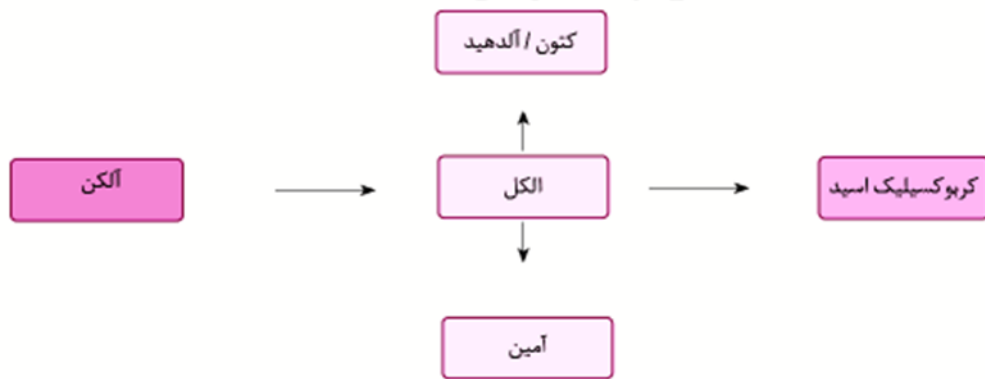 کتون / آلدهید
آلکن
الکل
کربوکسیلیک اسید
آمین